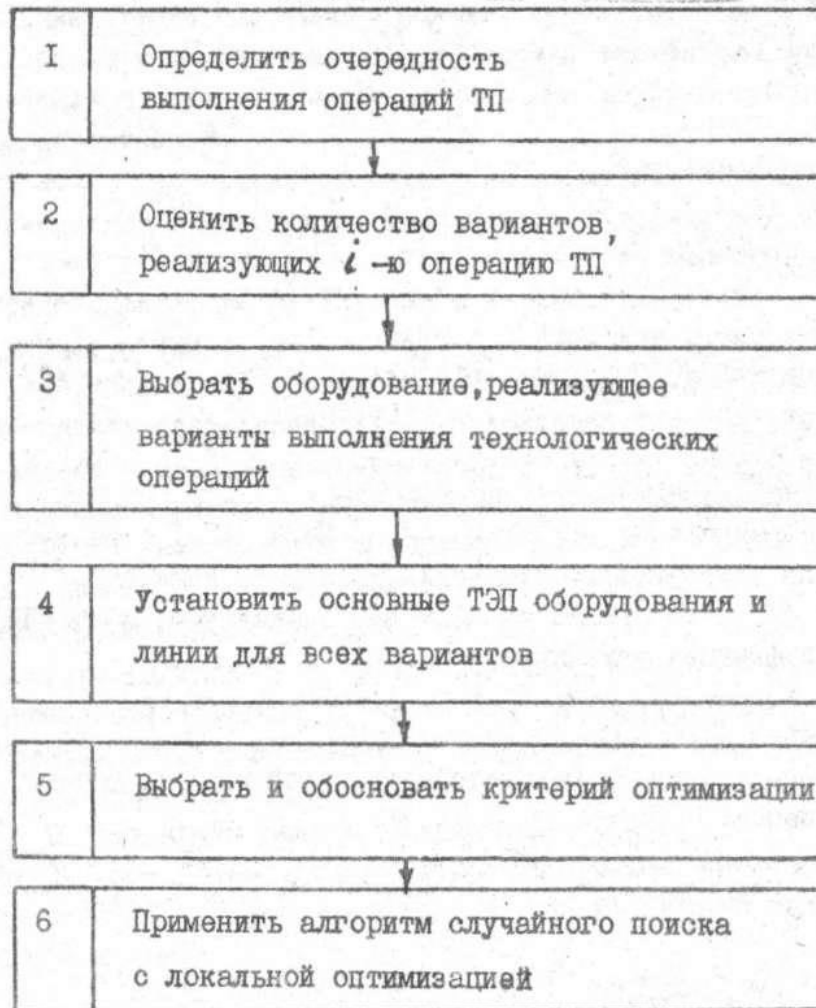 I Определить очередность
выполнения операций ТП
2 Оценить количество вариантов,
реализующих i -ю операцию ТП
3 Выбрать оборудование,реализующее
варианты выполнения технологических
операций
4 Установить основные ТЭП оборудования и
линии для всех вариантов
5 Выбрать и обосновать критерий оптимизации
6 Применить алгоритм случайного поиска
с локальной оптимизацией